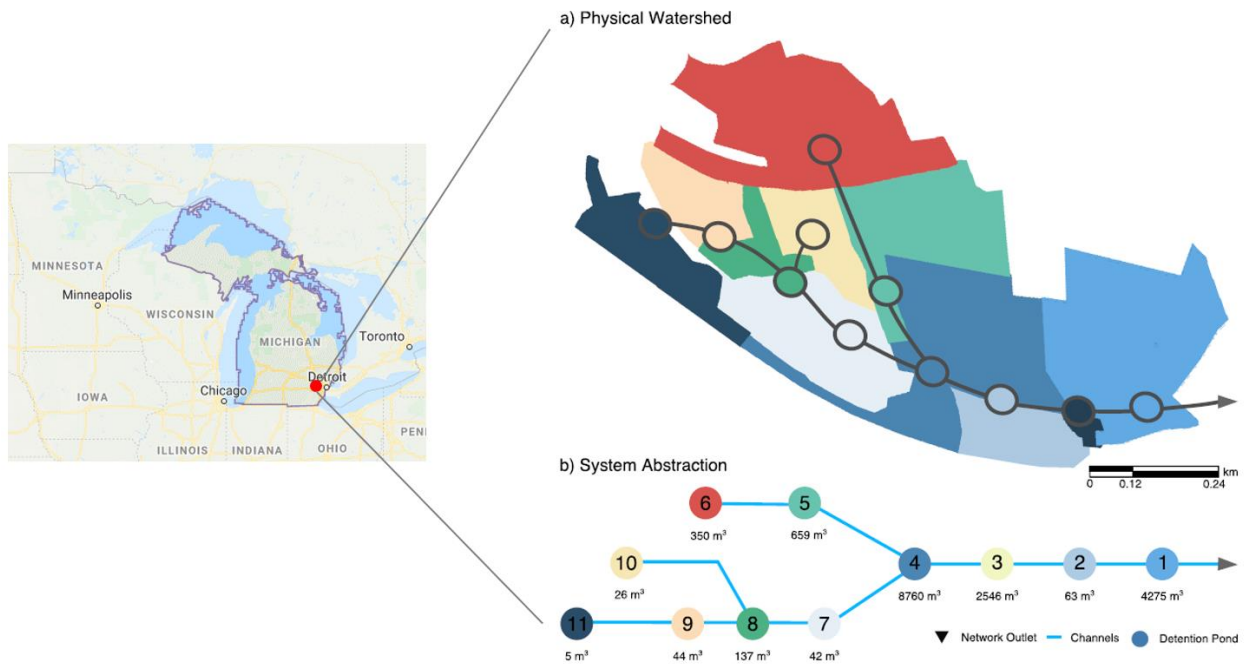 a) Physical Watershed
MINNESOTA
Minneapolis
WISCONSIN
MICHIGAN
Toronto
Detroit
Chicago
IOWA
ILLINOIS
INDIANA
OHIO
PEN
km
0 0.12 0.24
b) System Abstraction
6 5
350 m³ 659 m³
10 4 3 2 1
26 m³ 8760 m³ 2546 m³ 63 m³ 4275 m³
11 9 8 7
5 m³ 44 m³ 137 m³ 42 m³
Network Outlet Channels Detention Pond